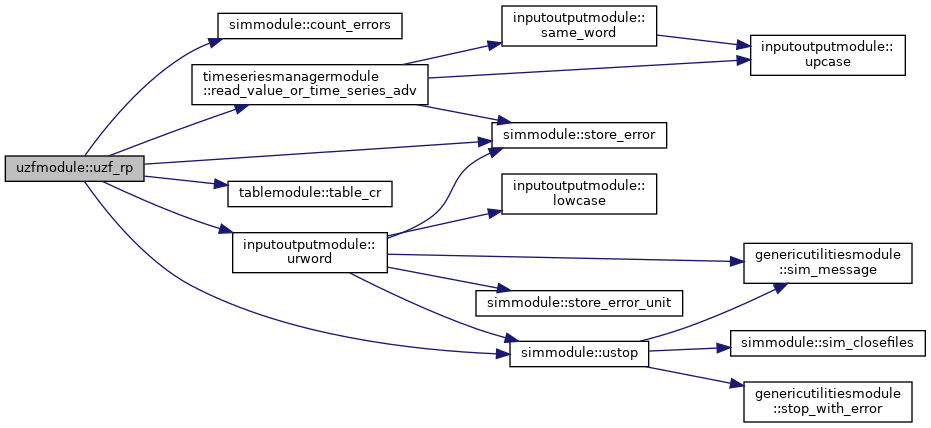 uzfmodule::uzf_rp
simmodule::count_errors
timeseriesmanagermodule
::read_value_or_time_series_adv
inputoutputmodule::
same_word
inputoutputmodule::
upcase
simmodule::store_error
tablemodule::table_cr
inputoutputmodule::
lowcase
inputoutputmodule::
urword
genericutilitiesmodule
::sim_message
simmodule::store_error_unit
simmodule::ustop
simmodule::sim_closefiles
genericutilitiesmodule
::stop_with_error